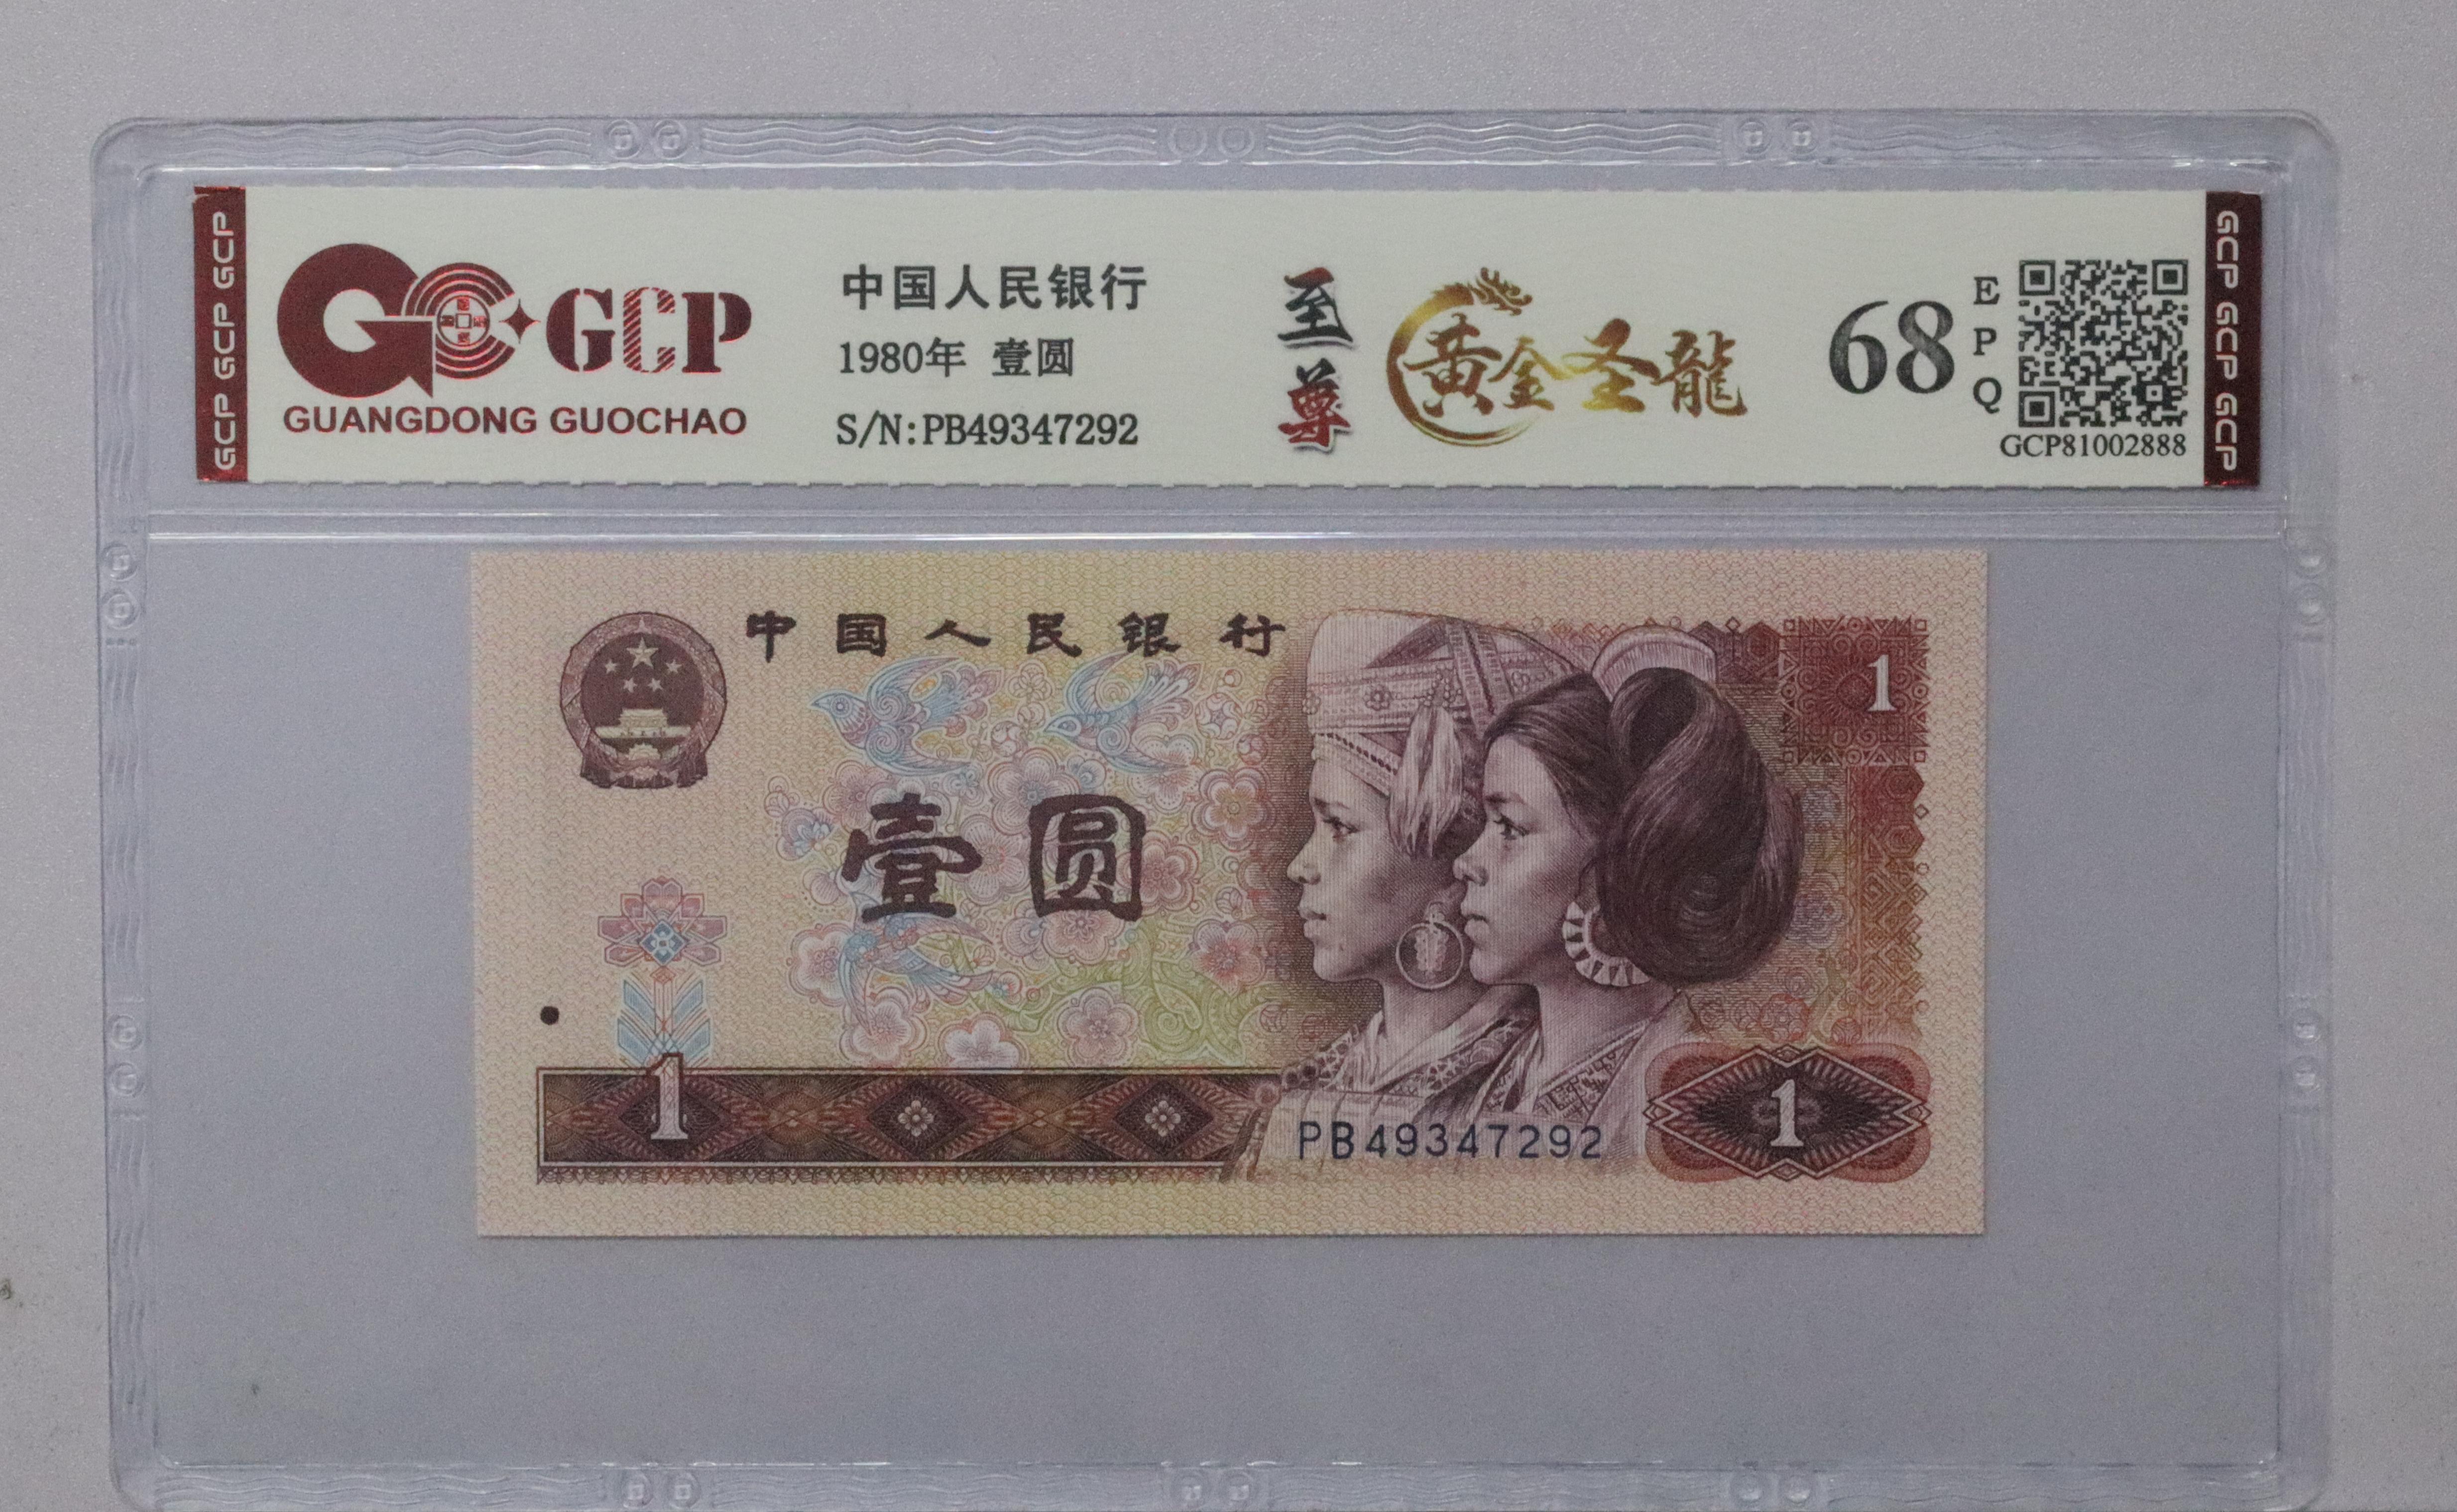 GCP GCP GCP
GCP
GUANGDONG GUOCHAO
中国人民银行
1980年 壹圆
S/N:PB49347292
至尊
黄金圣龍
68
EPQ
GCP81002888
GCP GCP GCP
中国人民银行
1
壹圆
1
PB49347292
1